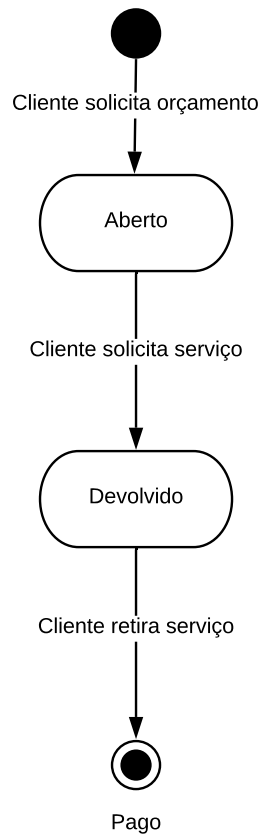 Cliente solicita orçamento
Aberto
Cliente solicita serviço
Devolvido
Cliente retira serviço
Pago